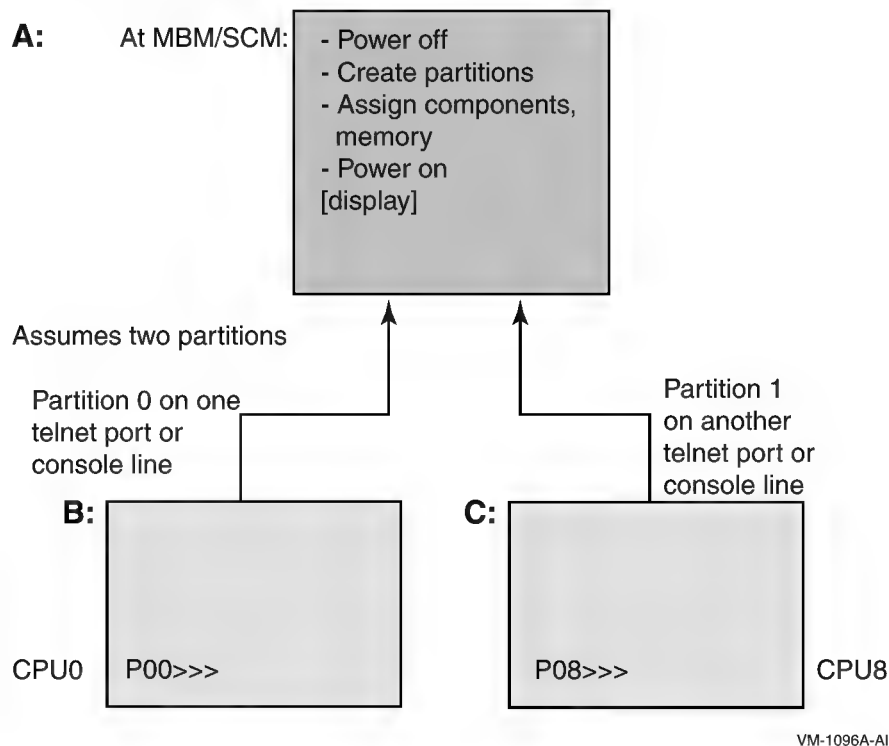 A:
At MBM/SCM:
- Power off
- Create partitions
- Assign components,
memory
- Power on
[display]
Assumes two partitions
Partition 0 on one
telnet port or
console line
Partition 1
on another
telnet port or
console line
B:
C:
CPU0
P00>>>
P08>>>
CPU8
VM-1096A-AI